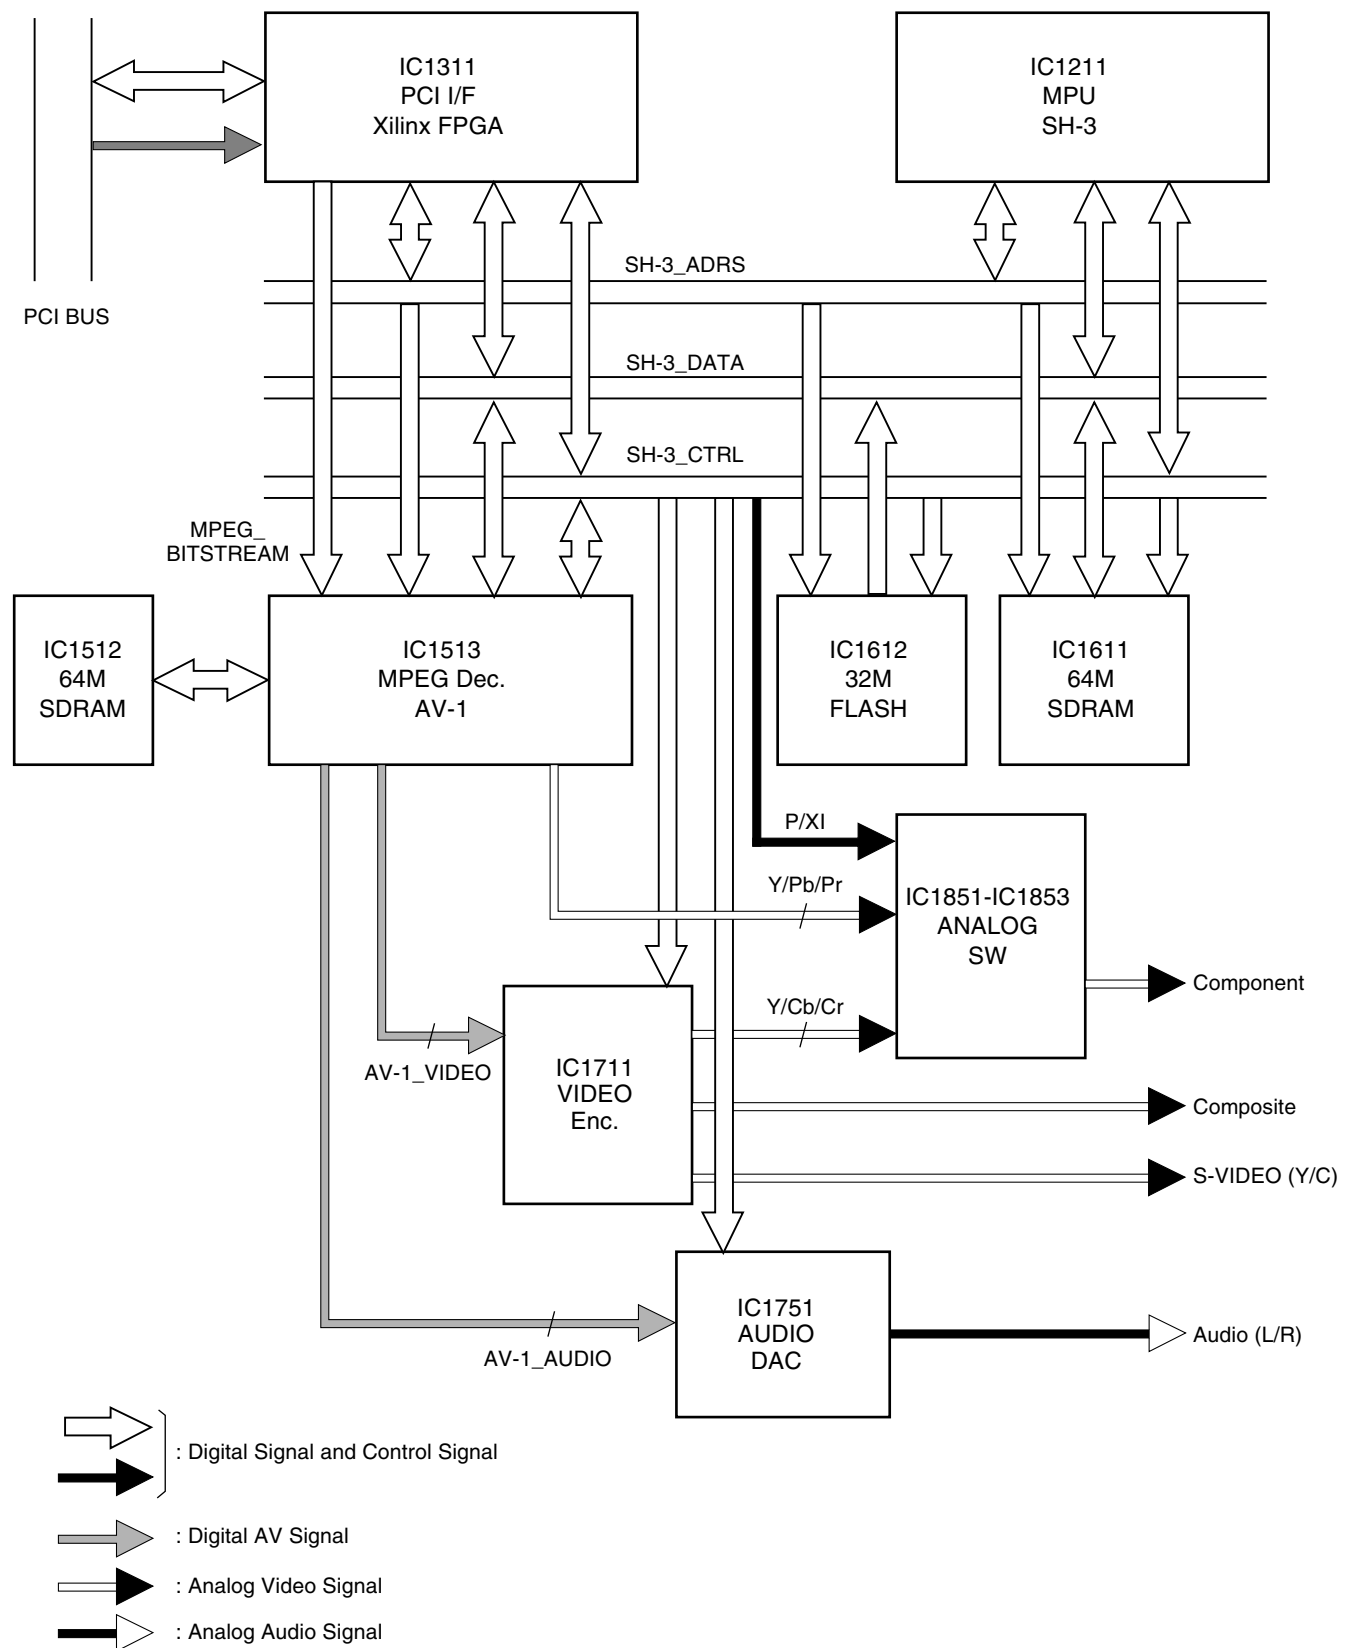 IC1311
PCI I/F
Xilinx FPGA
IC1211
MPU
SH-3
SH-3_ADRS
PCI BUS
SH-3_DATA
SH-3_CTRL
MPEG_
BITSTREAM
IC1512
64M
SDRAM
IC1513
MPEG Dec.
AV-1
IC1612
32M
FLASH
IC1611
64M
SDRAM
P/XI
Y/Pb/Pr
IC1851-IC1853
ANALOG
SW
Component
Y/Cb/Cr
AV-1_VIDEO
IC1711
VIDEO
Enc.
Composite
S-VIDEO (Y/C)
IC1751
AUDIO
DAC
Audio (L/R)
AV-1_AUDIO
: Digital Signal and Control Signal
: Digital AV Signal
: Analog Video Signal
: Analog Audio Signal